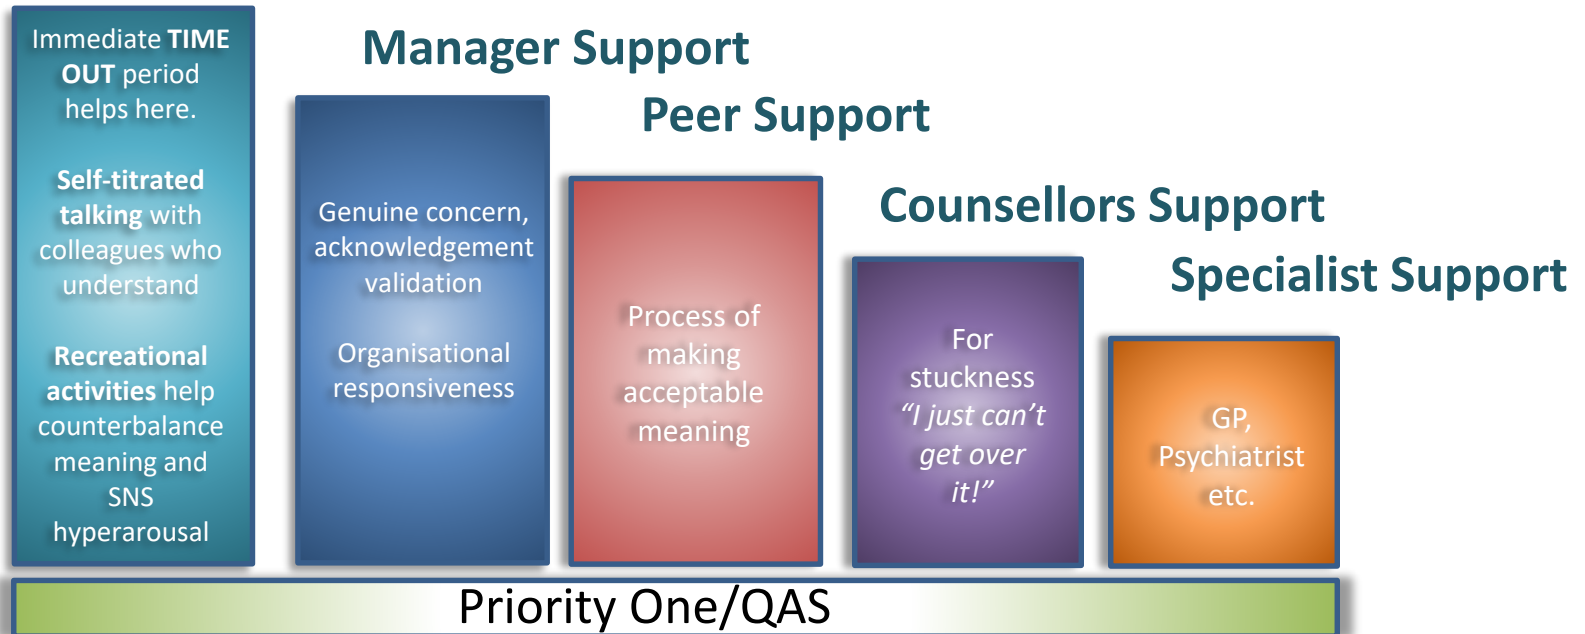 Immediate TIME
OUT period
helps here.
Self-titrated
talking with
colleagues who
understand
Recreational
activities help
counterbalance
meaning and
SNS
hyperarousal
Manager Support
Genuine concern,
acknowledgement
validation
Organisational
responsiveness
Peer Support
Process of
making
acceptable
meaning
Counsellors Support
For
stuckness
“I just can’t
get over
it!”
Specialist Support
GP,
Psychiatrist
etc.
Priority One/QAS